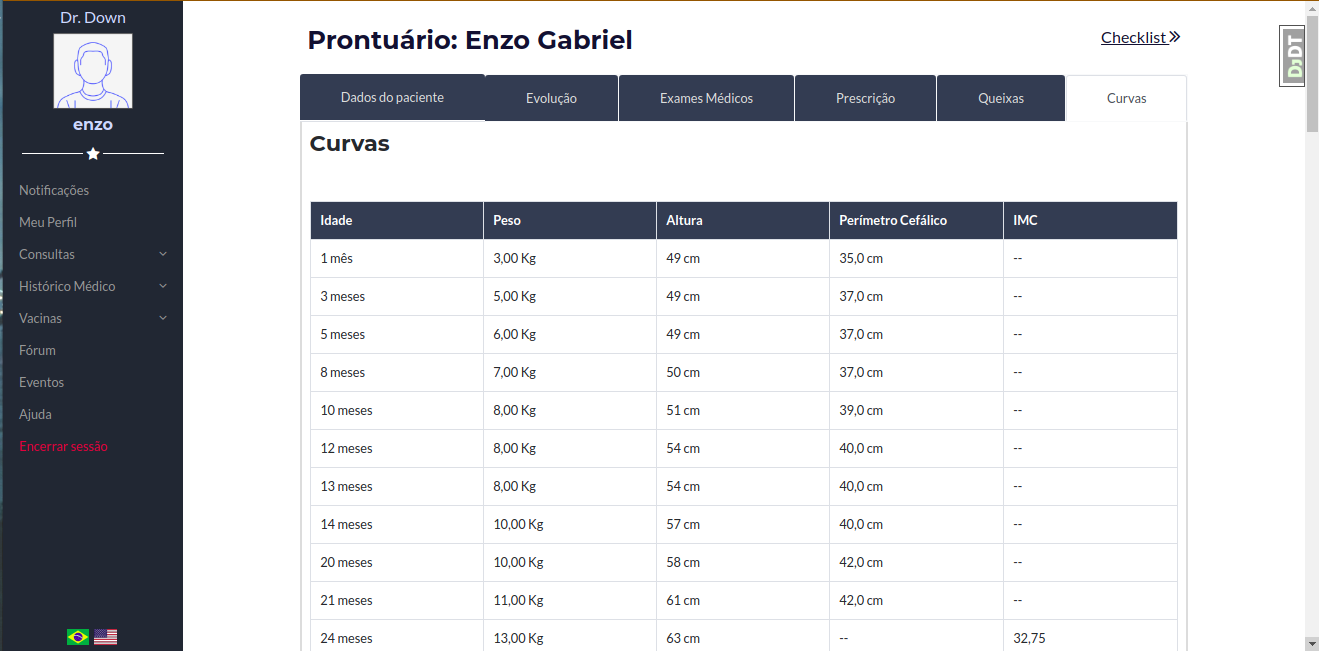 Dr. Down
enzo
Notificações
Meu Perfil
Consultas
Histórico Médico
Vacinas
Fórum
Eventos
Ajuda
Encerrar sessão
Prontuário: Enzo Gabriel
Checklist
DjDT
Dados do paciente Evolução Exames Médicos Prescrição Queixas Curvas
Curvas
Idade Peso Altura Perímetro Cefálico IMC
1 mês 3,00 Kg 49 cm 35,0 cm --
3 meses 5,00 Kg 49 cm 37,0 cm --
5 meses 6,00 Kg 49 cm 37,0 cm --
8 meses 7,00 Kg 50 cm 37,0 cm --
10 meses 8,00 Kg 51 cm 39,0 cm --
12 meses 8,00 Kg 54 cm 40,0 cm --
13 meses 8,00 Kg 54 cm 40,0 cm --
14 meses 10,00 Kg 57 cm 40,0 cm --
20 meses 10,00 Kg 58 cm 42,0 cm --
21 meses 11,00 Kg 61 cm 42,0 cm --
24 meses 13,00 Kg 63 cm -- 32,75